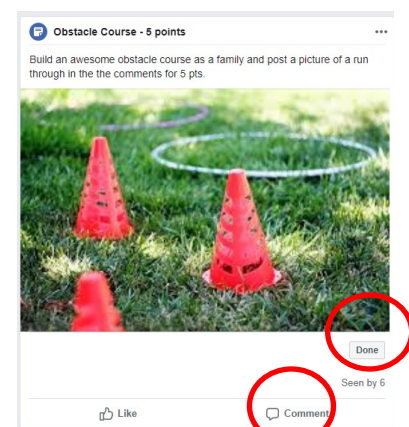 Obstacle Course - 5 points
Build an awesome obstacle course as a family and post a picture of a run
through in the the comments for 5 pts.
Done
Seen by 6
Like Comment